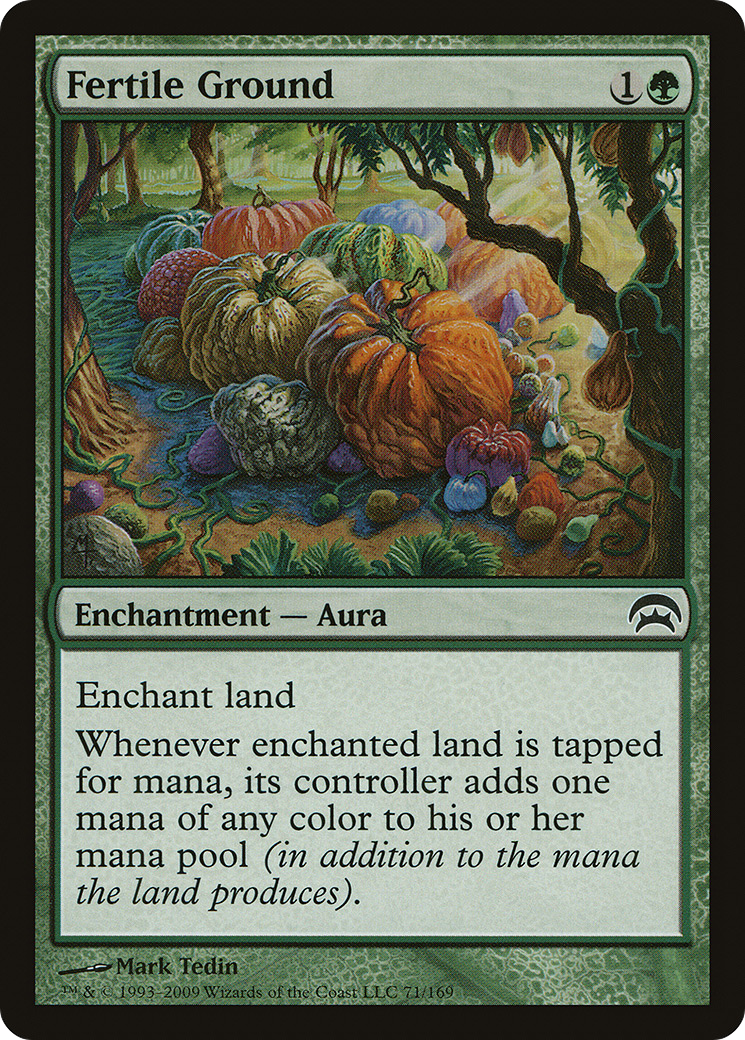 Fertile Ground 1
Enchantment — Aura
Enchant land
Whenever enchanted land is tapped
for mana, its controller adds one
mana of any color to his or her
mana pool (in addition to the mana
the land produces).
Mark Tedin
™ & © 1993–2009 Wizards of the Coast LLC 71/169